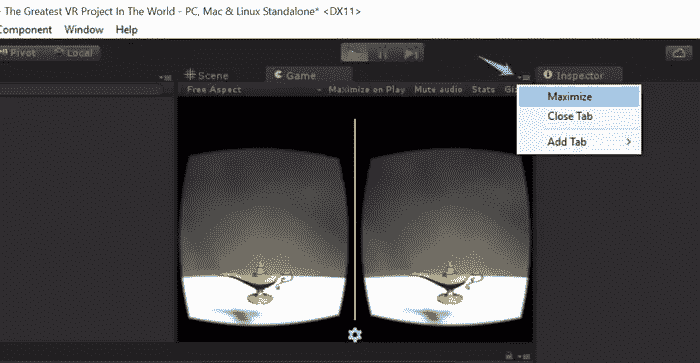 - The Greatest VR Project In The World - PC, Mac & Linux Standalone* <DX11>
Component Window Help
Pivot Local
Scene Game Inspector
Free Aspect Maximize on Play Mute audio Stats Giz
Maximize
Close Tab
Add Tab